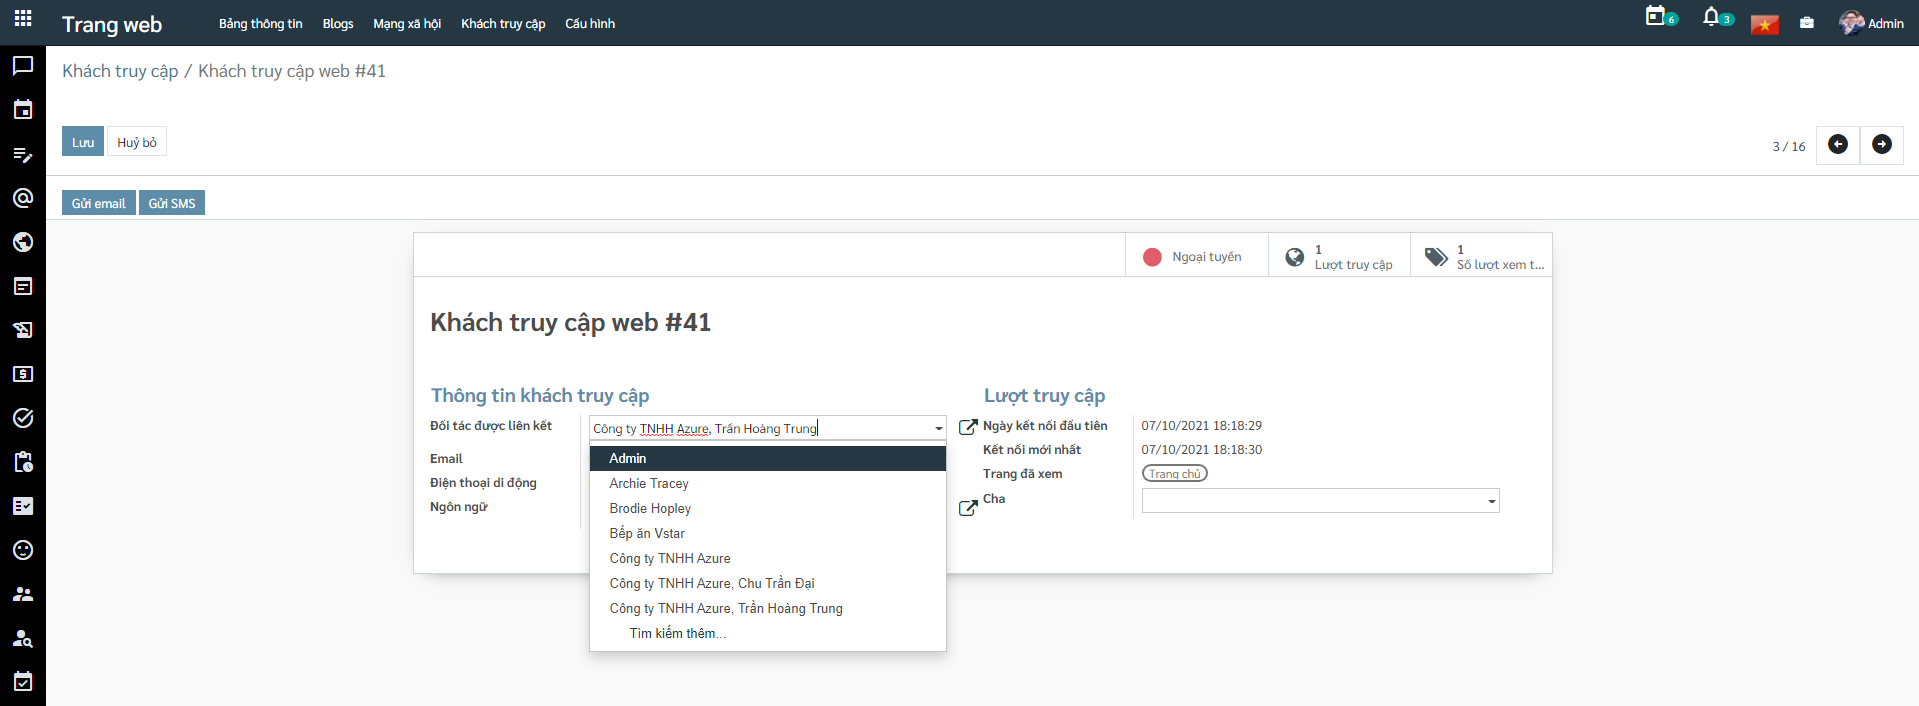 Trang web
Bảng thông tin
Blogs
Mạng xã hội
Khách truy cập
Cấu hình
6
3
Admin
Khách truy cập / Khách truy cập web #41
Lưu
Huỷ bỏ
3 / 16
Gửi email
Gửi SMS
Ngoại tuyến
1
Lượt truy cập
1
Số lượt xem t...
Khách truy cập web #41
Thông tin khách truy cập
Đối tác được liên kết
Công ty TNHH Azure, Trần Hoàng Trung
Email
Điện thoại di động
Ngôn ngữ
Admin
Archie Tracey
Brodie Hopley
Bếp ăn Vstar
Công ty TNHH Azure
Công ty TNHH Azure, Chu Trần Đại
Công ty TNHH Azure, Trần Hoàng Trung
Tìm kiếm thêm...
Lượt truy cập
Ngày kết nối đầu tiên
07/10/2021 18:18:29
Kết nối mới nhất
07/10/2021 18:18:30
Trang đã xem
Trang chủ
Cha